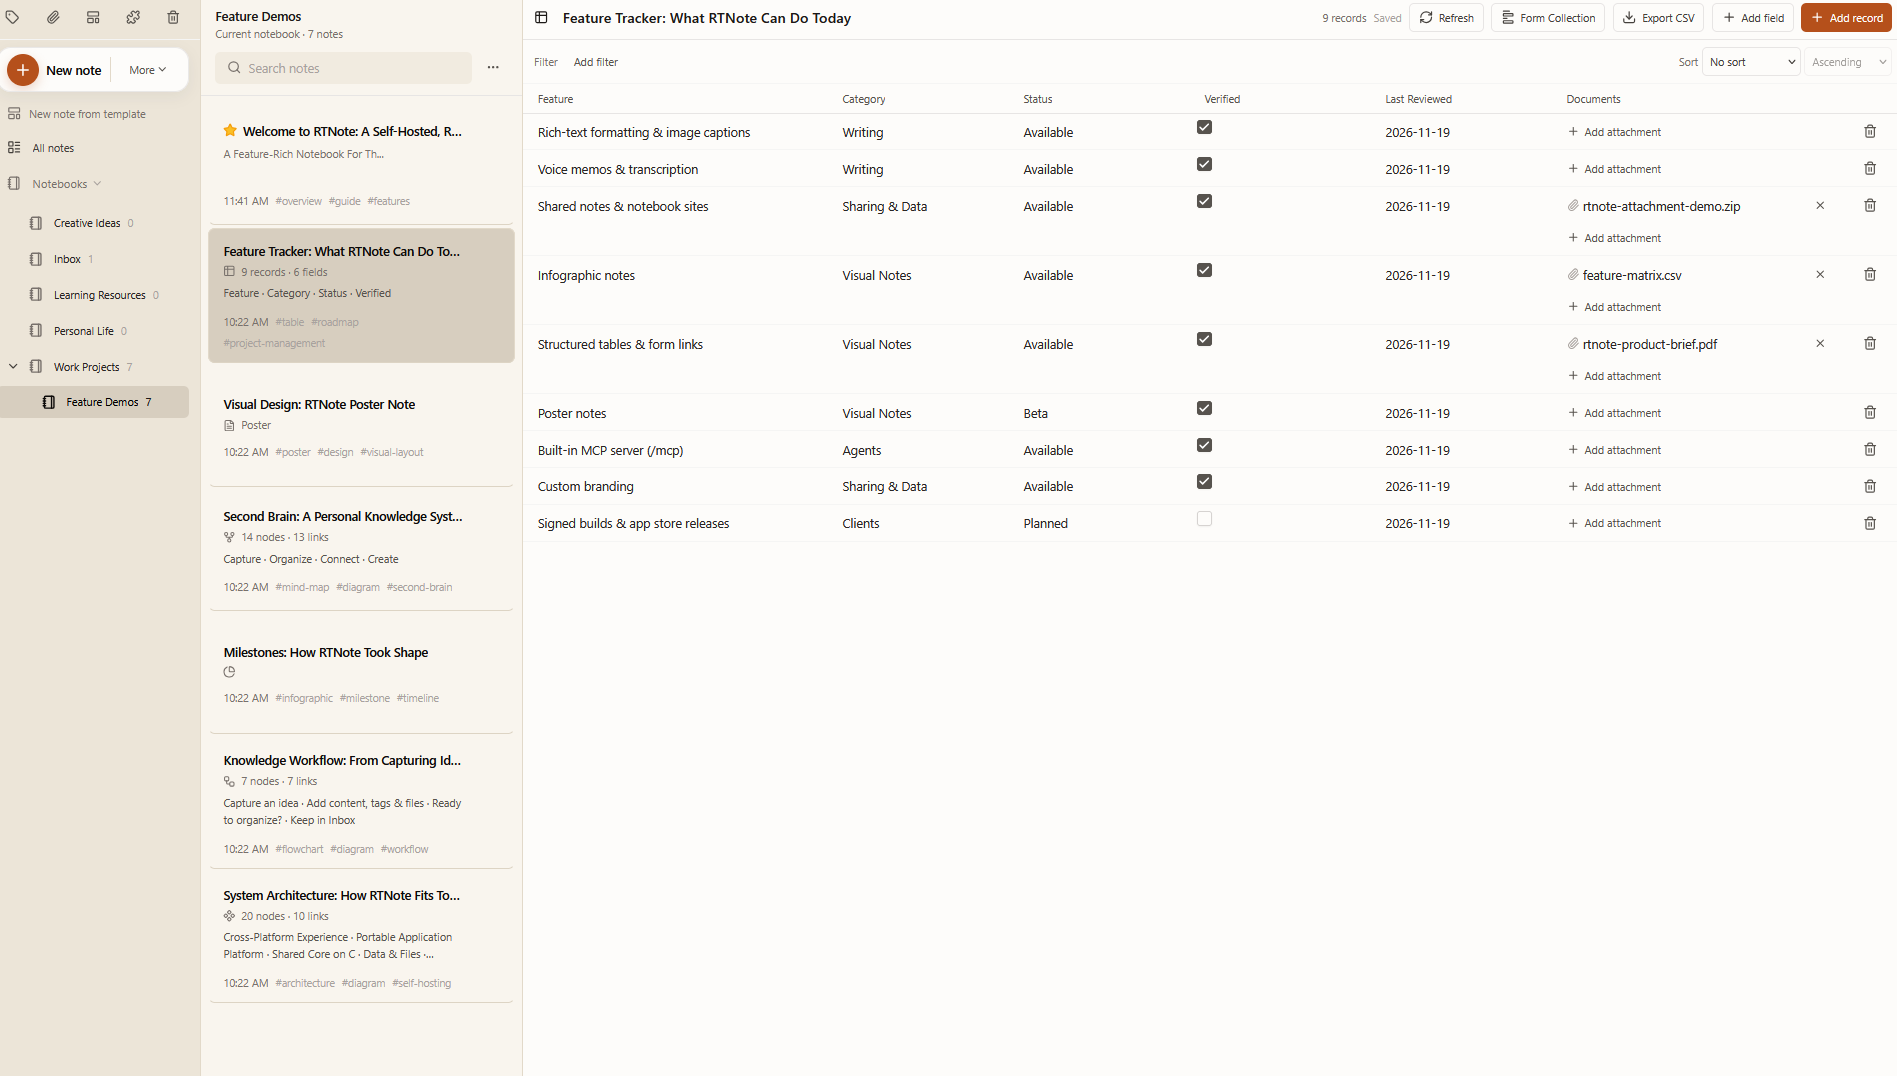 New note
More
New note from template
All notes
Notebooks
Creative Ideas 0
Inbox 1
Learning Resources 0
Personal Life 0
Work Projects 7
Feature Demos 7
Feature Demos
Current notebook · 7 notes
Search notes
Welcome to RTNote: A Self-Hosted, R...
A Feature-Rich Notebook For Th...
11:41 AM #overview #guide #features
Feature Tracker: What RTNote Can Do To...
9 records · 6 fields
Feature · Category · Status · Verified
10:22 AM #table #roadmap
#project-management
Visual Design: RTNote Poster Note
Poster
10:22 AM #poster #design #visual-layout
Second Brain: A Personal Knowledge Syst...
14 nodes · 13 links
Capture · Organize · Connect · Create
10:22 AM #mind-map #diagram #second-brain
Milestones: How RTNote Took Shape
10:22 AM #infographic #milestone #timeline
Knowledge Workflow: From Capturing Id...
7 nodes · 7 links
Capture an idea · Add content, tags & files · Ready
to organize? · Keep in Inbox
10:22 AM #flowchart #diagram #workflow
System Architecture: How RTNote Fits To...
20 nodes · 10 links
Cross-Platform Experience · Portable Application
Platform · Shared Core on C · Data & Files ·...
10:22 AM #architecture #diagram #self-hosting
Feature Tracker: What RTNote Can Do Today
9 records Saved Refresh Form Collection Export CSV Add field Add record
Filter Add filter Sort No sort Ascending
Feature Category Status Verified Last Reviewed Documents
Rich-text formatting & image captions Writing Available 2026-11-19 Add attachment
Voice memos & transcription Writing Available 2026-11-19 Add attachment
Shared notes & notebook sites Sharing & Data Available 2026-11-19 rtnote-attachment-demo.zip
Add attachment
Infographic notes Visual Notes Available 2026-11-19 feature-matrix.csv
Add attachment
Structured tables & form links Visual Notes Available 2026-11-19 rtnote-product-brief.pdf
Add attachment
Poster notes Visual Notes Beta 2026-11-19 Add attachment
Built-in MCP server (/mcp) Agents Available 2026-11-19 Add attachment
Custom branding Sharing & Data Available 2026-11-19 Add attachment
Signed builds & app store releases Clients Planned 2026-11-19 Add attachment